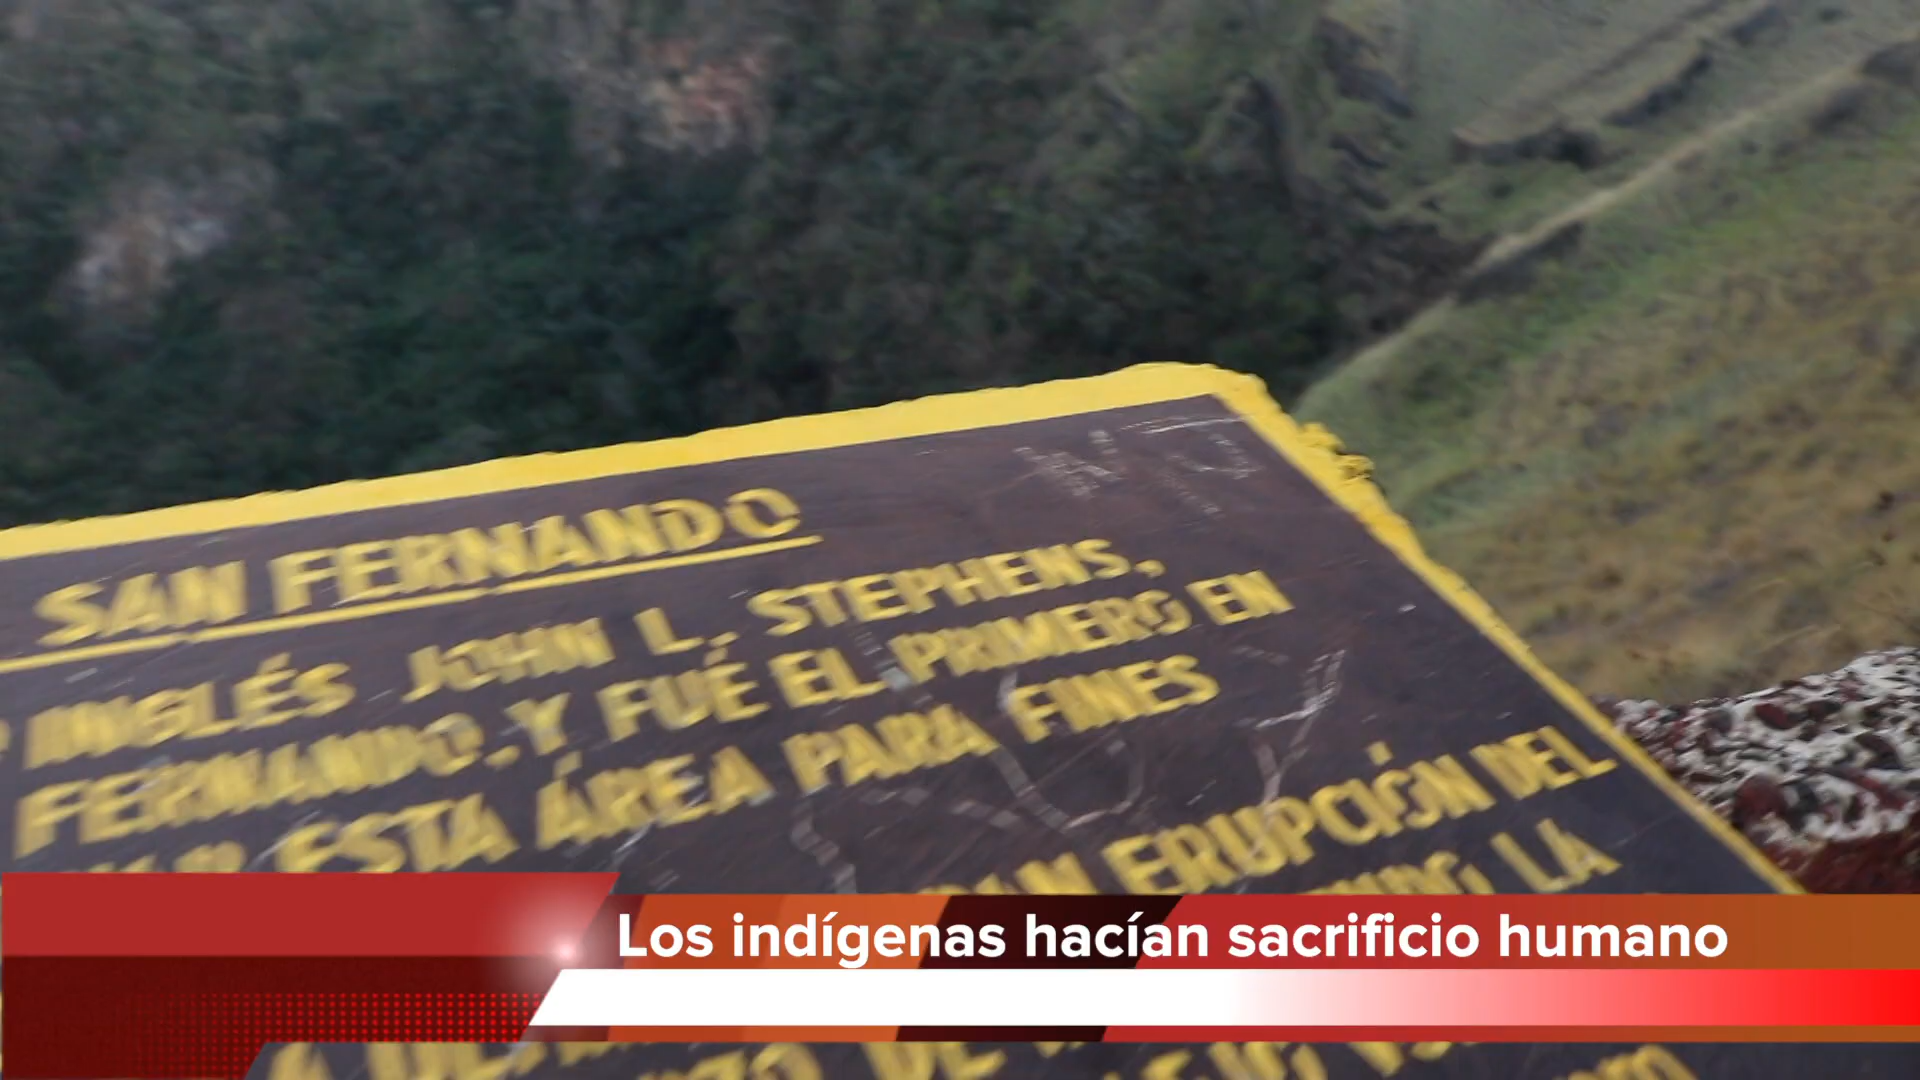 SAN FERNANDO
INGLÉS JOHN L. STEPHENS,
FERNANDO. Y FUÉ EL PRIMERO EN
ESTA ÁREA PARA FINES
ERUPCIÓN DEL
LA
Los indígenas hacían sacrificio humano
DE